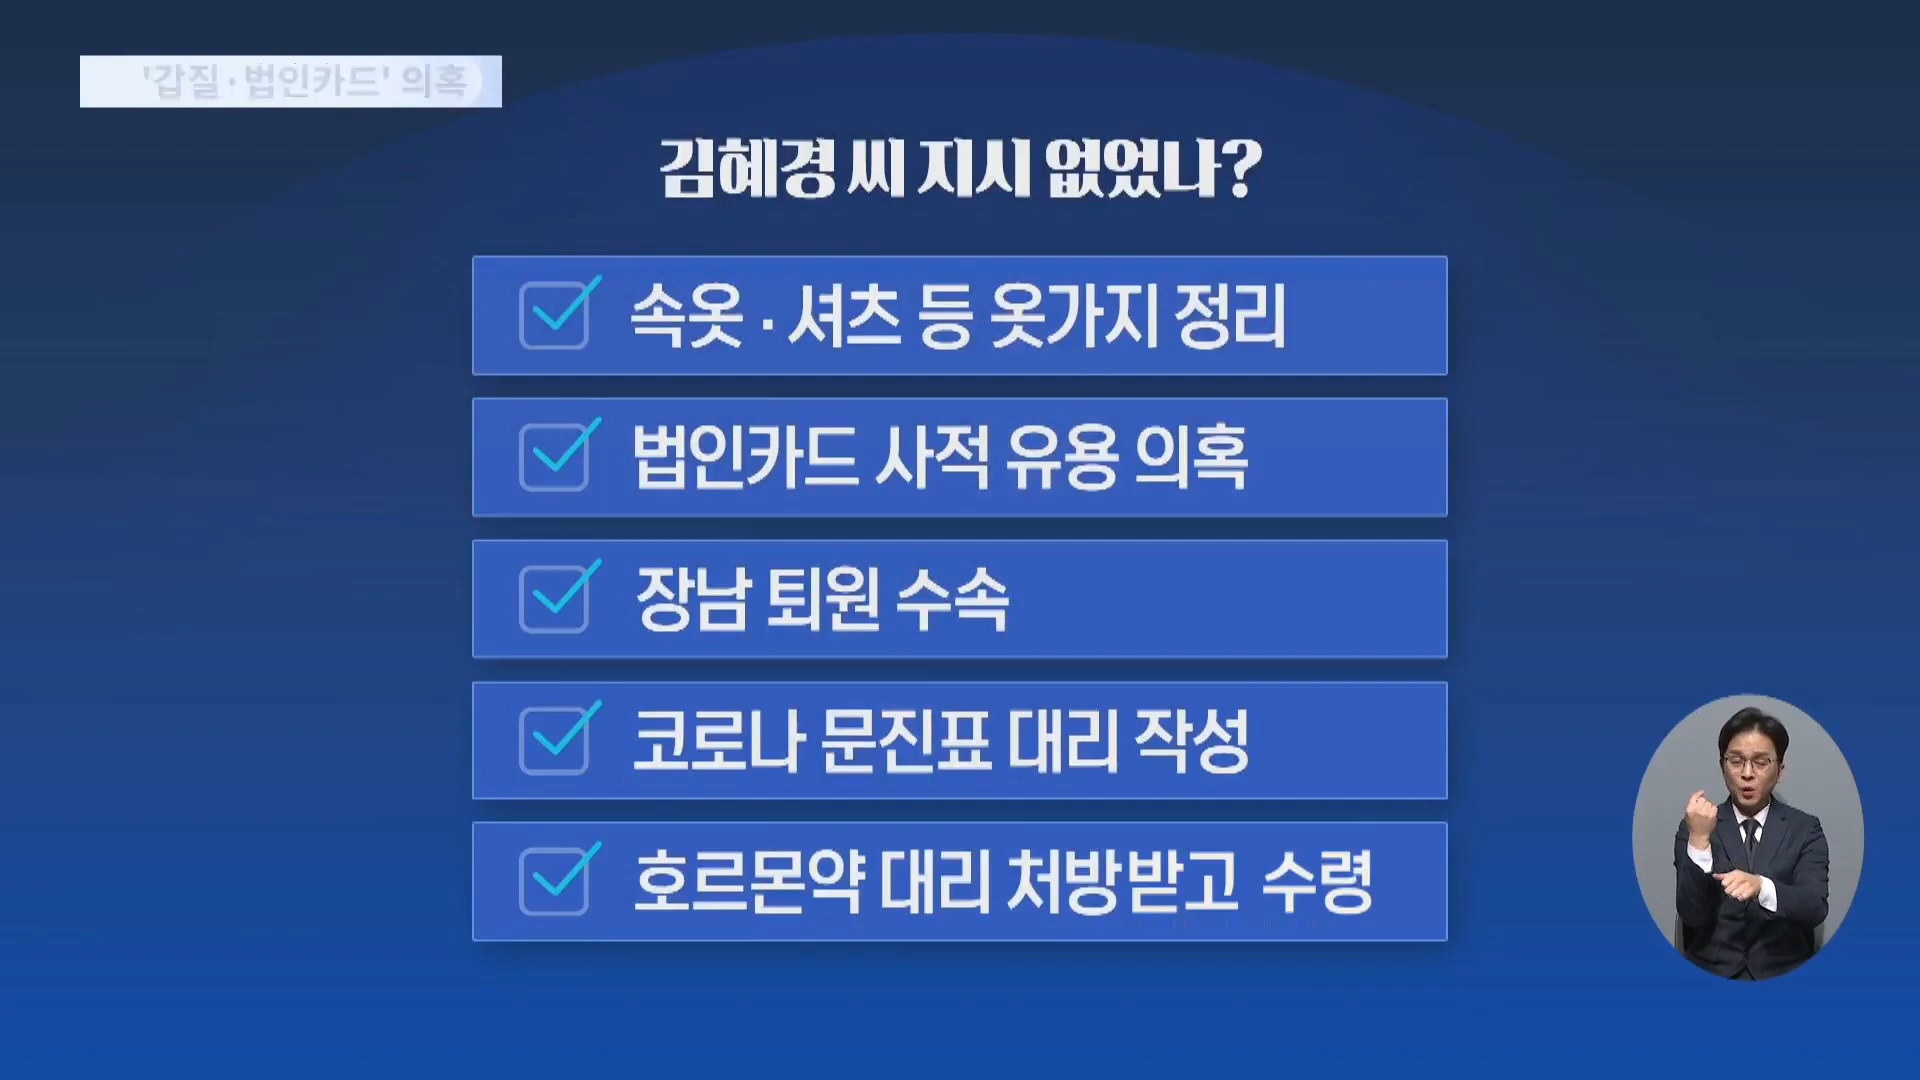 '갑질·법인카드' 의혹
김혜경 씨 지시 없었나?
속옷·셔츠 등 옷가지 정리
법인카드 사적 유용 의혹
장남 퇴원 수속
코로나 문진표 대리 작성
호르몬약 대리 처방받고 수령